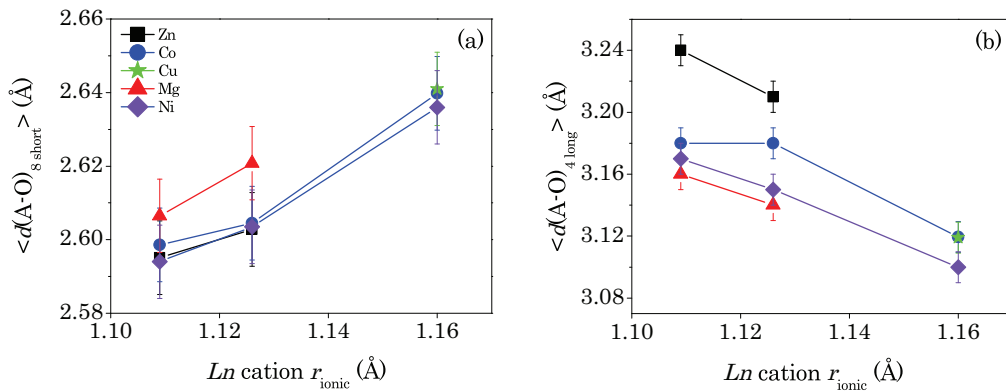 (a)
Zn
Co
Cu
Mg
Ni
2.66
2.64
2.62
2.60
2.58
<d(A-O)8 short> (Å)
1.10
1.12
1.14
1.16
Ln cation rionic (Å)
(b)
3.24
3.20
3.16
3.12
3.08
<d(A-O)4 long> (Å)
1.10
1.12
1.14
1.16
Ln cation rionic (Å)